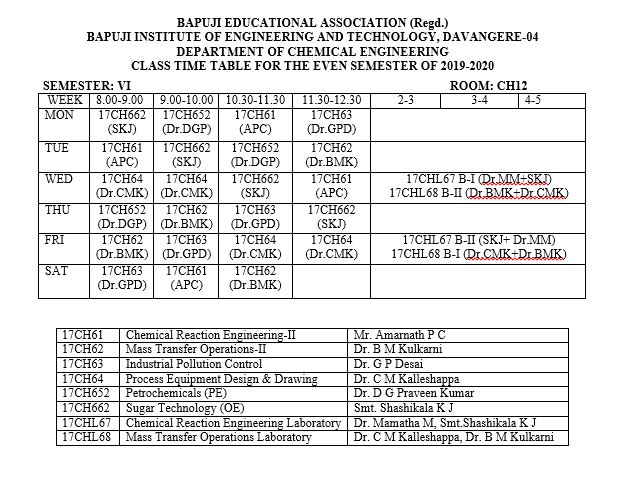 BAPUJI EDUCATIONAL ASSOCIATION (Regd.)
BAPUJI INSTITUTE OF ENGINEERING AND TECHNOLOGY, DAVANGERE-04
DEPARTMENT OF CHEMICAL ENGINEERING
CLASS TIME TABLE FOR THE EVEN SEMESTER OF 2019-2020
SEMESTER: VI ROOM: CH12
WEEK 8.00-9.00 9.00-10.00 10.30-11.30 11.30-12.30 2-3 3-4 4-5
MON 17CH662 17CH652 17CH61 17CH63
(SKJ) (Dr.DGP) (APC) (Dr.GPD)
TUE 17CH61 17CH662 17CH652 17CH62
(APC) (SKJ) (Dr.DGP) (Dr.BMK)
WED 17CH64 17CH64 17CH662 17CH61 17CHL67 B-I (Dr.MM+SKJ)
(Dr.CMK) (Dr.CMK) (SKJ) (APC) 17CHL68 B-II (Dr.BMK+Dr.CMK)
THU 17CH652 17CH62 17CH63 17CH662
(Dr.DGP) (Dr.BMK) (Dr.GPD) (SKJ)
FRI 17CH62 17CH63 17CH64 17CH64 17CHL67 B-II (SKJ+ Dr.MM)
(Dr.BMK) (Dr.GPD) (Dr.CMK) (Dr.CMK) 17CHL68 B-I (Dr.CMK+Dr.BMK)
SAT 17CH63 17CH61 17CH62
(Dr.GPD) (APC) (Dr.BMK)
17CH61 Chemical Reaction Engineering-II Mr. Amarnath P C
17CH62 Mass Transfer Operations-II Dr. B M Kulkarni
17CH63 Industrial Pollution Control Dr. G P Desai
17CH64 Process Equipment Design & Drawing Dr. C M Kalleshappa
17CH652 Petrochemicals (PE) Dr. D G Praveen Kumar
17CH662 Sugar Technology (OE) Smt. Shashikala K J
17CHL67 Chemical Reaction Engineering Laboratory Dr. Mamatha M, Smt.Shashikala K J
17CHL68 Mass Transfer Operations Laboratory Dr. C M Kalleshappa, Dr. B M Kulkarni